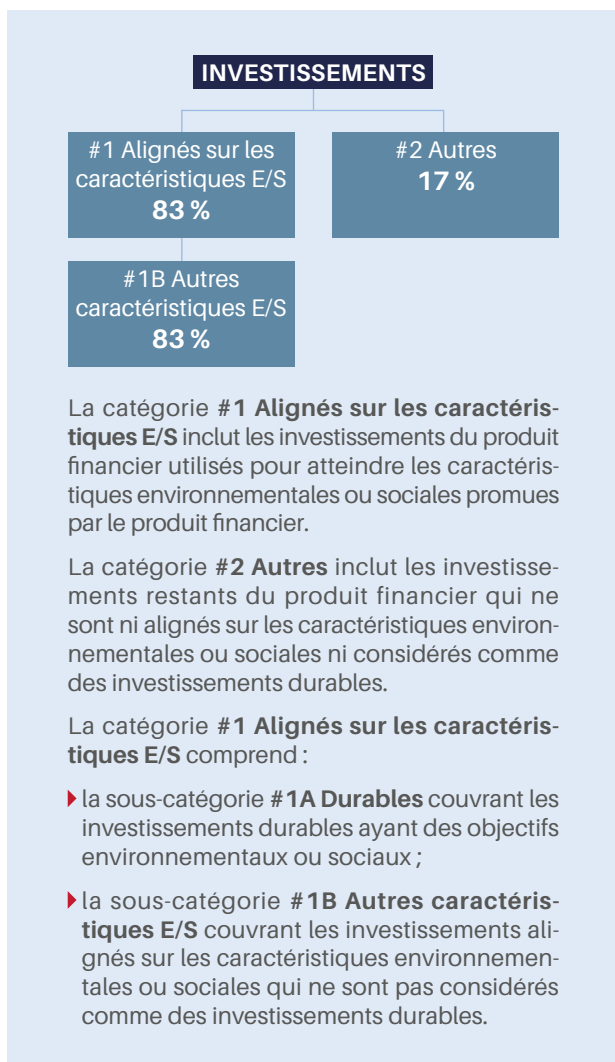 INVESTISSEMENTS
#1 Alignés sur les
caractéristiques E/S
83 %
#2 Autres
17 %
#1B Autres
caractéristiques E/S
83 %
La catégorie #1 Alignés sur les caractéris-
tiques E/S inclut les investissements du produit
financier utilisés pour atteindre les caractéris-
tiques environnementales ou sociales promues
par le produit financier.
La catégorie #2 Autres inclut les investisse-
ments restants du produit financier qui ne
sont ni alignés sur les caractéristiques environ-
nementales ou sociales ni considérés comme
des investissements durables.
La catégorie #1 Alignés sur les caractéris-
tiques E/S comprend :
la sous-catégorie #1A Durables couvrant les
investissements durables ayant des objectifs
environnementaux ou sociaux ;
la sous-catégorie #1B Autres caractéris-
tiques E/S couvrant les investissements ali-
gnés sur les caractéristiques environnemen-
tales ou sociales qui ne sont pas considérés
comme des investissements durables.